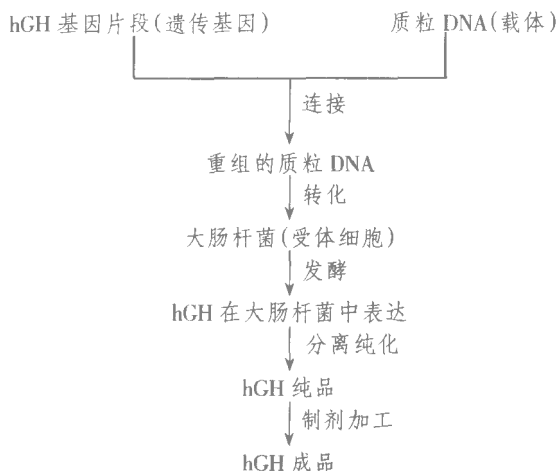 hGH 基因片段(遗传基因) 质粒 DNA(载体)
连接
重组的质粒 DNA
转化
大肠杆菌(受体细胞)
发酵
hGH 在大肠杆菌中表达
分离纯化
hGH 纯品
制剂加工
hGH 成品